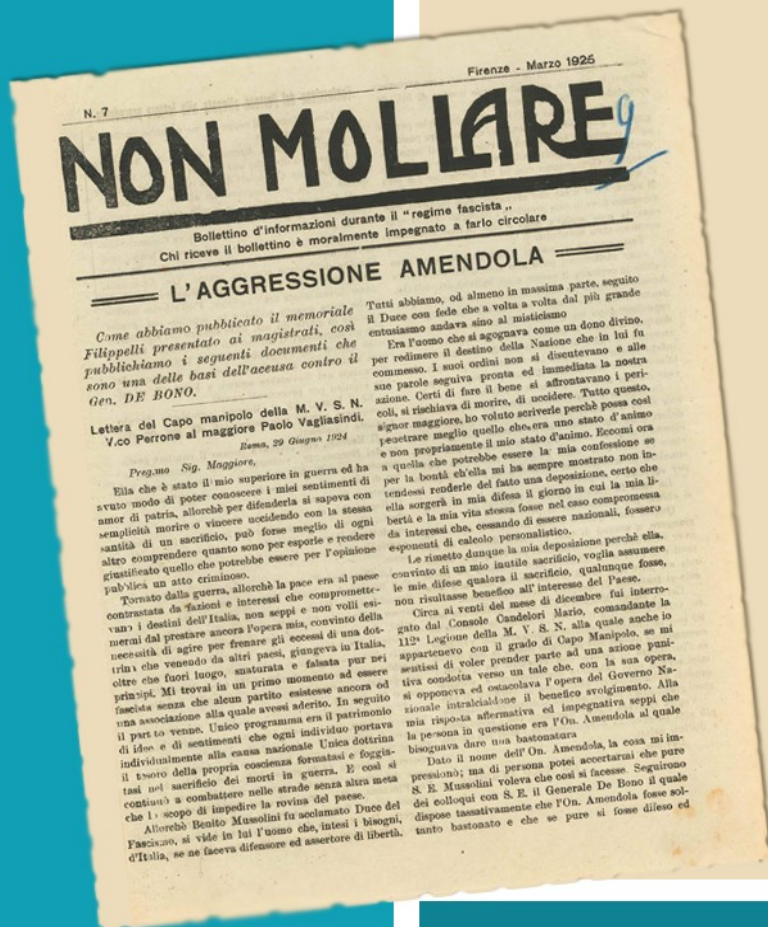 Firenze - Marzo 1925
N. 7
NON MOLLARE
9
Bollettino d'informazioni durante il "regime fascista„
Chi riceve il bollettino è moralmente impegnato a farlo circolare
L'AGGRESSIONE AMENDOLA
Come abbiamo pubblicato il memoriale
Filippelli presentato ai magistrati, così
pubblichiamo i seguenti documenti che
sono una delle basi dell'accusa contro il
Gen. DE BONO.
Lettera del Capo manipolo della M. V. S. N.
V.co Perrone al maggiore Paolo Vagliasindi.
Roma, 29 Giugno 1924
Preg.mo Sig. Maggiore,
Ella che è stato il mio superiore in guerra ed ha
avuto modo di poter conoscere i miei sentimenti di
amor di patria, allorchè per difenderla si sapeva con
semplicità morire o vincere uccidendo con la stessa
santità di un sacrificio, può forse meglio di ogni
altro comprendere quanto sono per esporle e rendere
giustificato quello che potrebbe essere per l'opinione
pubblica un atto criminoso.
Tornato dalla guerra, allorchè la pace era al paese
contrastata da fazioni e interessi che compromette-
vano i destini dell'Italia, non seppi e non volli esi-
mermi dal prestare ancora l'opera mia, convinto della
necessità di agire per frenare gli eccessi di una dot-
trina che venendo da altri paesi, giungeva in Italia,
oltre che fuori luogo, snaturata e falsata pur nei
principi. Mi trovai in un primo momento ad essere
fascista senza che alcun partito esistesse ancora od
una associazione alla quale avessi aderito. In seguito
il partito venne. Unico programma era il patrimonio
di idee e di sentimenti che ogni individuo portava
individualmente alla causa nazionale Unica dottrina
il tesoro della propria coscienza formatasi e foggia-
tasi nel sacrificio dei morti in guerra. E così si
continuò a combattere nelle strade senza altra meta
che lo scopo di impedire la rovina del paese.
Allorchè Benito Mussolini fu acclamato Duce del
Fascismo, si vide in lui l'uomo che, intesi i bisogni,
d'Italia, se ne faceva difensore ed assertore di libertà.
Tutti abbiamo, od almeno in massima parte, seguito
il Duce con fede che a volta a volta dal più grande
entusiasmo andava sino al misticismo
Era l'uomo che si agognava come un dono divino,
per redimere il destino della Nazione che in lui fu
commesso. I suoi ordini non si discutevano e alle
sue parole seguiva pronta ed immediata la nostra
azione. Certi di fare il bene si affrontavano i peri-
coli, si rischiava di morire, di uccidere. Tutto questo,
signor maggiore, ho voluto scriverle perchè possa così
penetrare meglio quello che era uno stato d'animo
e non propriamente il mio stato d'animo. Eccomi ora
a quella che potrebbe essere la mia confessione se
per la bontà ch'ella mi ha sempre mostrato non in-
tendessi renderle del fatto una deposizione, certo che
ella sorgerà in mia difesa il giorno in cui la mia li-
bertà e la mia vita stessa fosse nel caso compromessa
da interessi che, cessando di essere nazionali, fossero
esponenti di calcolo personalistico.
Le rimetto dunque la mia deposizione perchè ella,
convinto di un mio inutile sacrificio, voglia assumere
le mie difese qualora il sacrificio, qualunque fosse,
non risultasse benefico all'interesse del Paese.
Circa ai venti del mese di dicembre fui interro-
gato dal Console Candelori Mario, comandante la
112ª Legione della M. V. S. N. alla quale anche io
appartenevo con il grado di Capo Manipolo, se mi
sentissi di voler prender parte ad una azione puni-
tiva condotta verso un tale che, con la sua opera,
si opponeva ed ostacolava l'opera del Governo Na-
zionale intralciandone il benefico svolgimento. Alla
mia risposta affermativa ed impegnativa seppi che
la persona in questione era l'On. Amendola al quale
bisognava dare una bastonatura
Dato il nome dell'On. Amendola, la cosa mi im-
pressionò; ma di persona potei accertarmi che pure
S. E. Mussolini voleva che così si facesse. Seguirono
dei colloqui con S. E. il Generale De Bono il quale
dispose tassativamente che l'On. Amendola fosse sol-
tanto bastonato e che se pure si fosse difeso ed